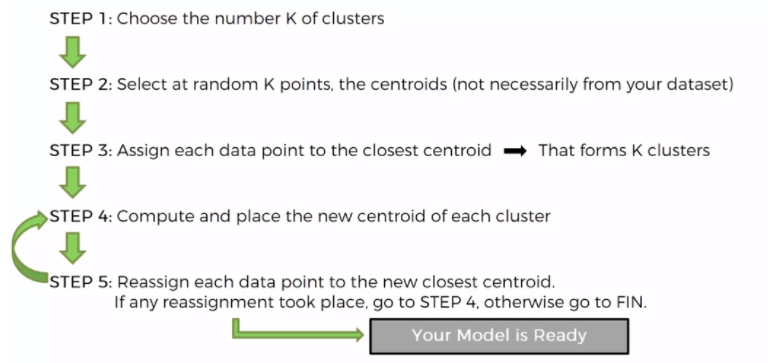 STEP 1: Choose the number K of clusters
STEP 2: Select at random K points, the centroids (not necessarily from your dataset)
STEP 3: Assign each data point to the closest centroid That forms K clusters
STEP 4: Compute and place the new centroid of each cluster
STEP 5: Reassign each data point to the new closest centroid.
If any reassignment took place, go to STEP 4, otherwise go to FIN.
Your Model is Ready